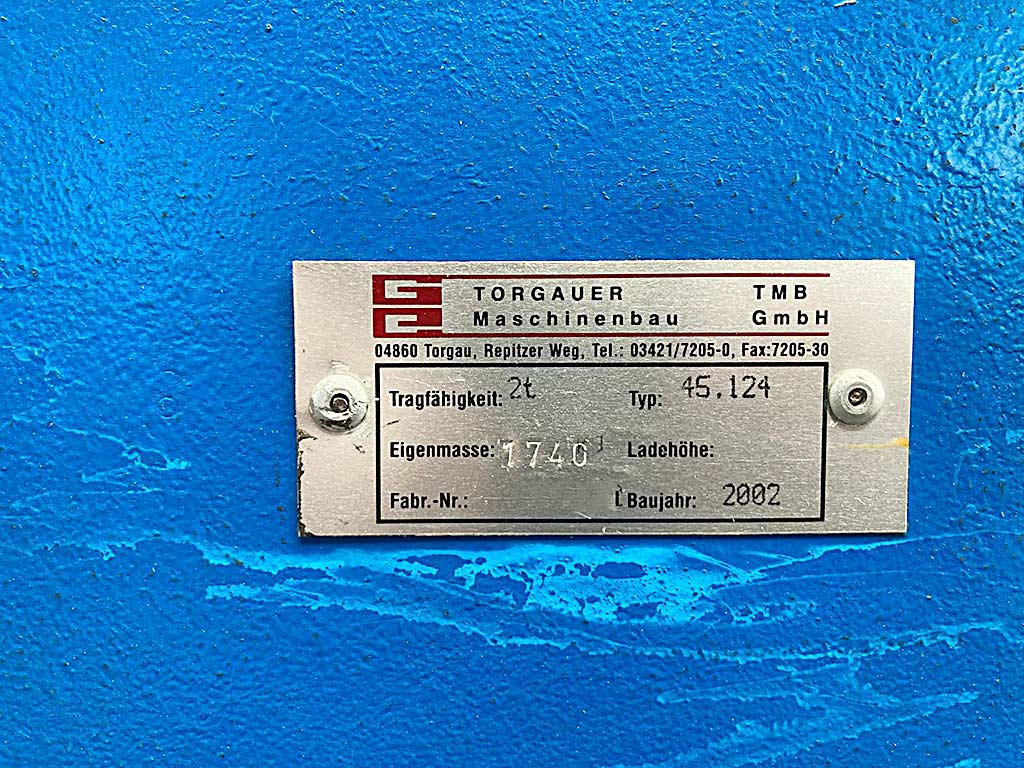 TORGAUER TMB
Maschinenbau GmbH
04860 Torgau, Repitzer Weg, Tel.: 03421/7205-0, Fax:7205-30
Tragfähigkeit: 2t Typ: 45.124
Eigenmasse: 1740 Ladehöhe:
Fabr.-Nr.: Baujahr: 2002